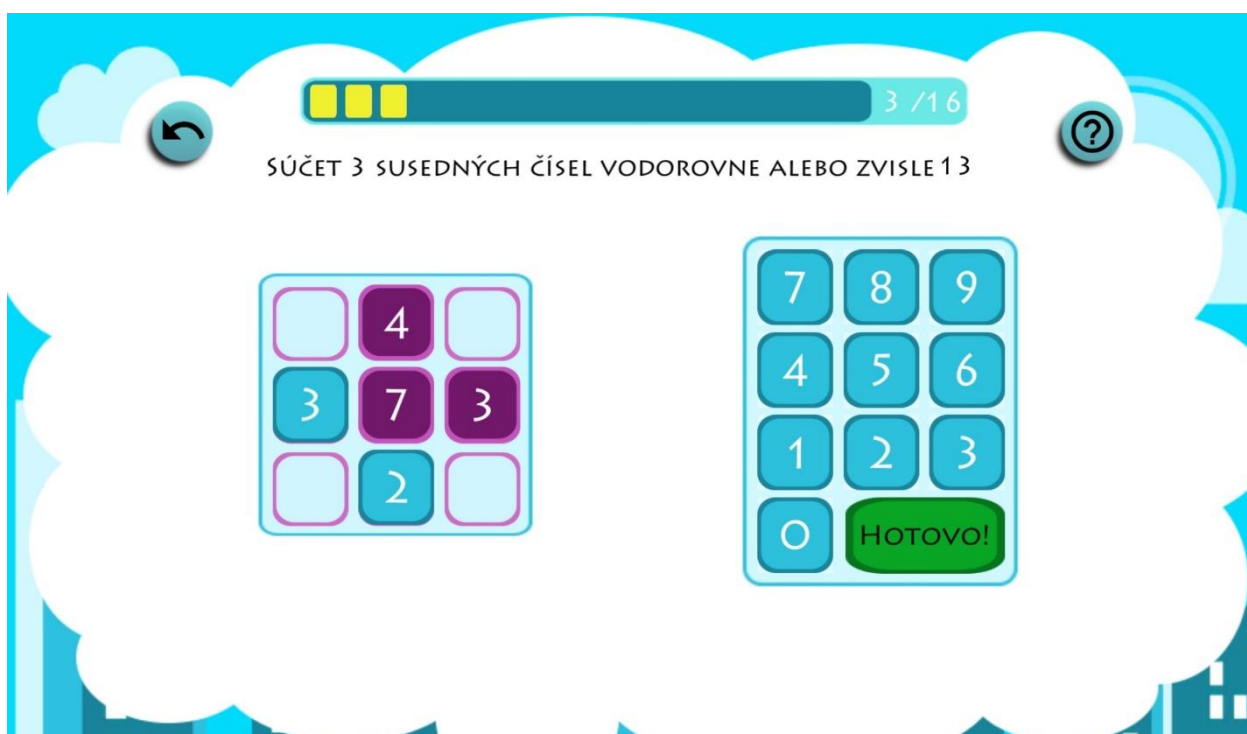 3 /16
SÚČET 3 SUSEDNÝCH ČÍSEL VODOROVNE ALEBO ZVISLE 13
4
3 7 3
2
7 8 9
4 5 6
1 2 3
0 HOTOVO!